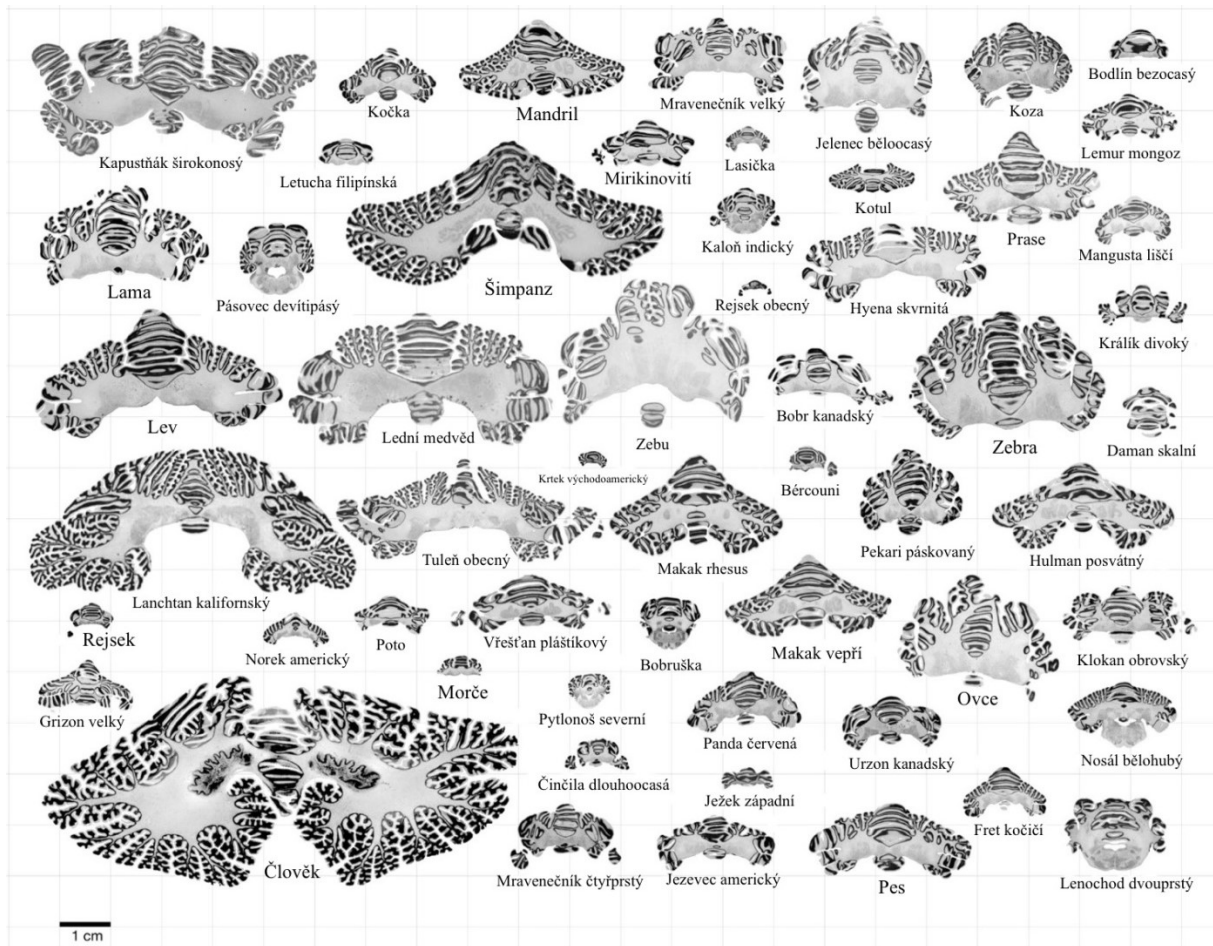 Kapustňák širokonosý
Kočka
Mandril
Mravenečník velký
Jelenec běloocasý
Koza
Bodlín bezocasý
Letucha filipínská
Mirikinovití
Lasička
Lemur mongoz
Kotul
Lama
Pásovec devítipásý
Šimpanz
Kaloň indický
Prase
Mangusta liščí
Rejsek obecný
Hyena skvrnitá
Králík divoký
Lev
Lední medvěd
Zebu
Bobr kanadský
Zebra
Daman skalní
Krtek východoamerický
Bércouni
Tuleň obecný
Makak rhesus
Pekari páskovaný
Hulman posvátný
Lanchtan kalifornský
Rejsek
Norek americký
Poto
Vřešťan pláštíkový
Bobruška
Makak vepří
Klokan obrovský
Morče
Ovce
Grizon velký
Pytlonoš severní
Panda červená
Urzon kanadský
Nosál bělohubý
Činčila dlouhoocasá
Ježek západní
Fret kočičí
Člověk
Mravenečník čtyřprstý
Jezevec americký
Pes
Lenochod dvouprstý
1 cm